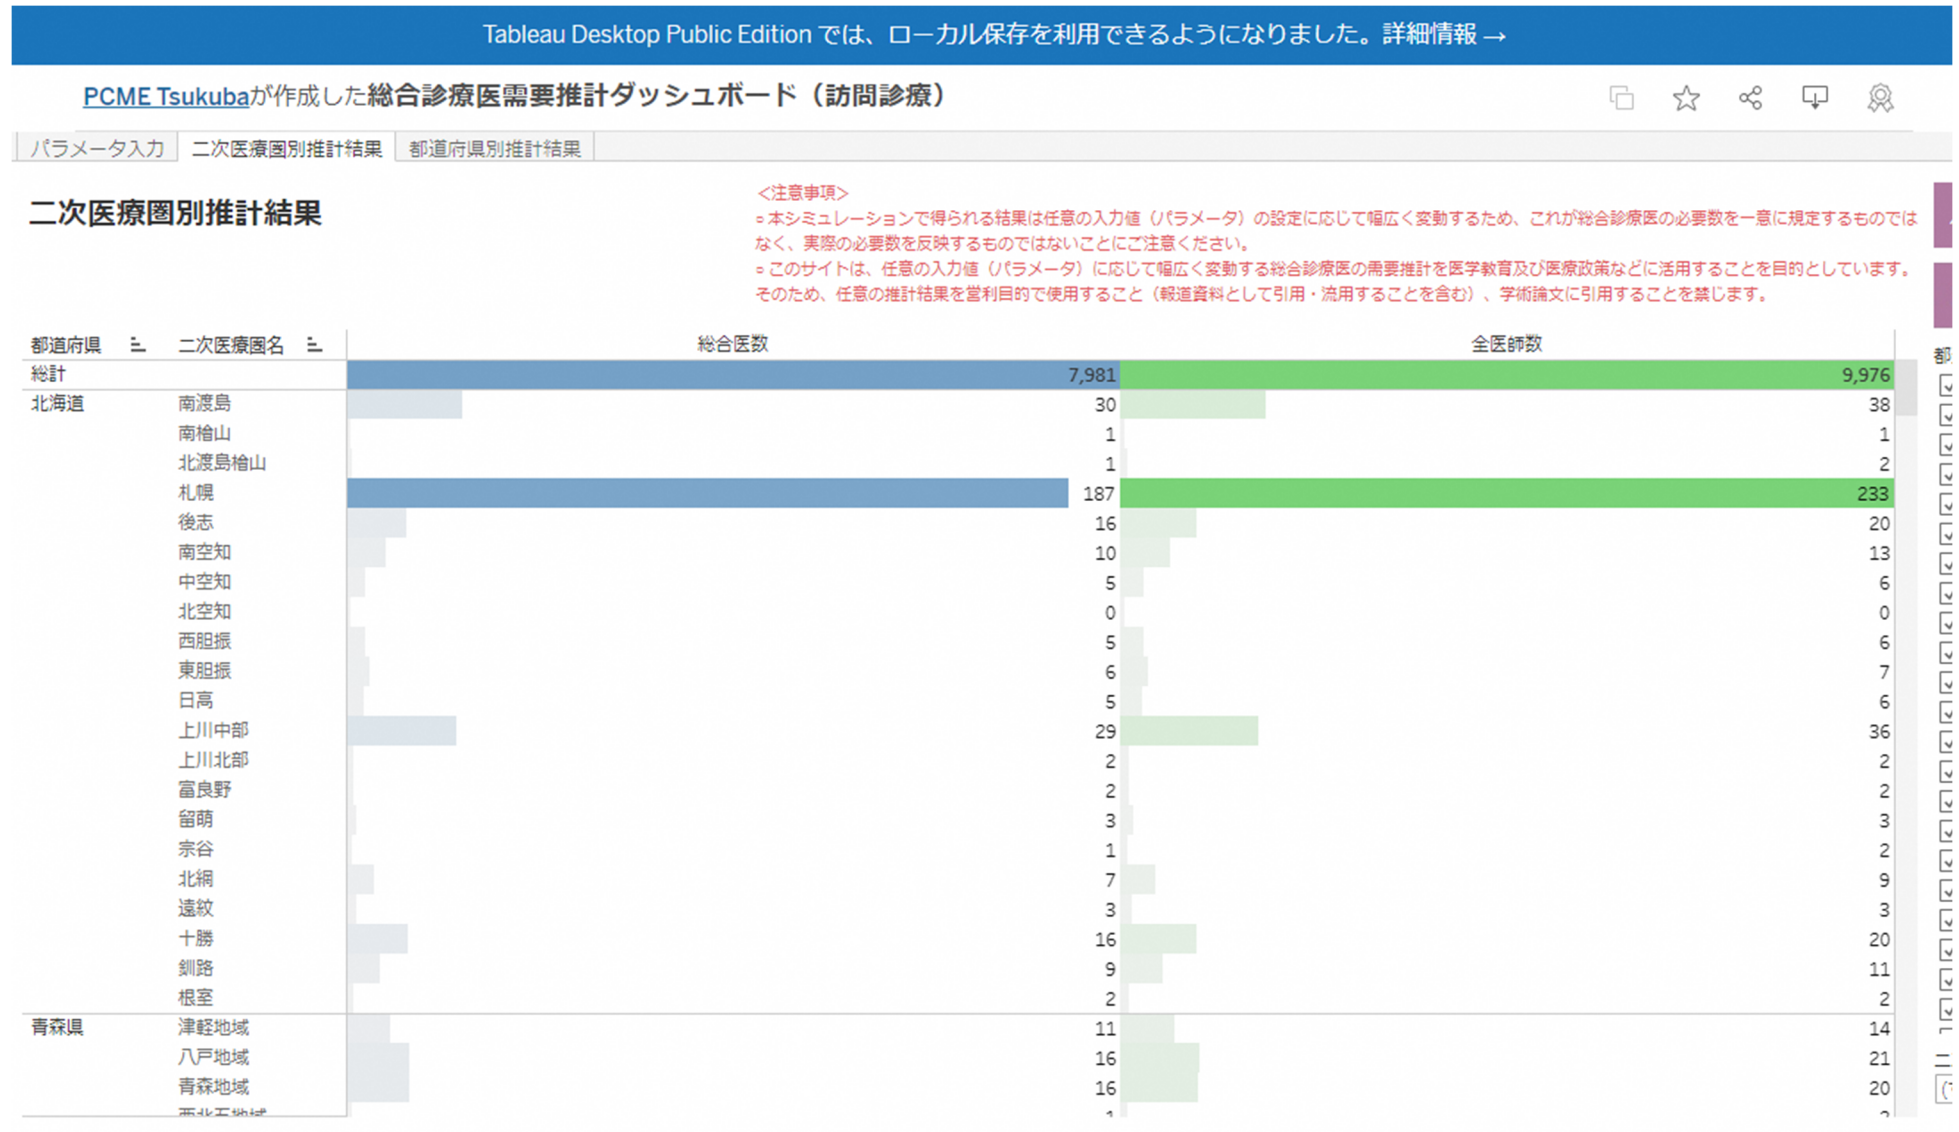 Tableau Desktop Public Edition では、ローカル保存を利用できるようになりました。詳細情報 →
PCME Tsukubaが作成した総合診療医需要推計ダッシュボード（訪問診療）
パラメータ入力 二次医療圏別推計結果 都道府県別推計結果
二次医療圏別推計結果
＜注意事項＞
▫本シミュレーションで得られる結果は任意の入力値（パラメータ）の設定に応じて幅広く変動するため、これが総合診療医の必要数を一意に規定するものでは
なく、実際の必要数を反映するものではないことにご注意ください。
▫このサイトは、任意の入力値（パラメータ）に応じて幅広く変動する総合診療医の需要推計を医学教育及び医療政策などに活用することを目的としています。
そのため、任意の推計結果を営利目的で使用すること（報道資料として引用・流用することを含む）、学術論文に引用することを禁じます。
都道府県 二次医療圏名 総合医数 全医師数 都
総計 7,981 9,976
北海道 南渡島 30 38
南檜山 1 1
北渡島檜山 1 2
札幌 187 233
後志 16 20
南空知 10 13
中空知 5 6
北空知 0 0
西胆振 5 6
東胆振 6 7
日高 5 6
上川中部 29 36
上川北部 2 2
富良野 2 2
留萌 3 3
宗谷 1 2
北網 7 9
遠紋 3 3
十勝 16 20
釧路 9 11
根室 2 2
青森県 津軽地域 11 14
八戸地域 16 21
青森地域 16 20
西北五地域